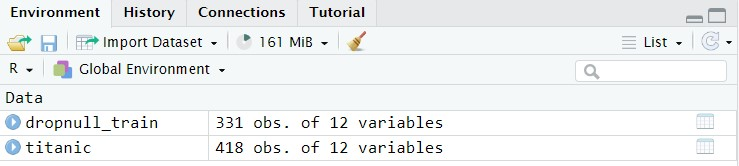 Environment History Connections Tutorial
Import Dataset 161 MiB List
R Global Environment
Data
dropnull_train 331 obs. of 12 variables
titanic 418 obs. of 12 variables